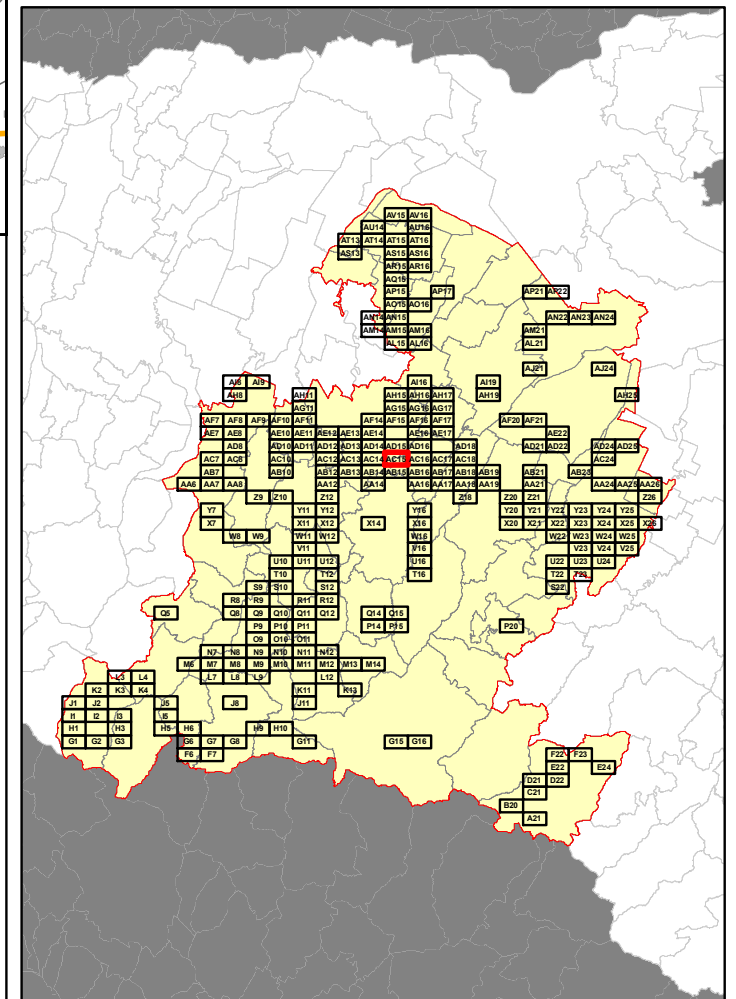 AV15 AV16
AU14 AU16
AT13 AT14 AT15 AT16
AS13 AS15 AS16
AR15 AR16
AQ15
AP15 AP17 AP21 AP22
AO15 AO16
AN14 AN15 AN22 AN23 AN24
AM14 AM15 AM16 AM21
AL15 AL16 AL21
AJ21 AJ24
AI8 AI9 AI16 AI19
AH8 AH11 AH15 AH16 AH17 AH19 AH25
AG11 AG15 AG16 AG17
AF7 AF8 AF9 AF10 AF11 AF14 AF15 AF16 AF17 AF20 AF21
AE7 AE8 AE10 AE11 AE12 AE13 AE14 AE16 AE17 AE22
AD8 AD10 AD11 AD12 AD13 AD14 AD15 AD16 AD18 AD21 AD22 AD24 AD25
AC7 AC8 AC10 AC12 AC13 AC14 AC15 AC16 AC17 AC18 AC24
AB7 AB10 AB12 AB13 AB14 AB15 AB16 AB17 AB18 AB19 AB21 AB23
AA6 AA7 AA8 AA12 AA14 AA16 AA17 AA18 AA19 AA21 AA24 AA25 AA26
Z9 Z10 Z12 Z18 Z20 Z21 Z26
Y7 Y11 Y12 Y16 Y20 Y21 Y22 Y23 Y24 Y25
X7 X11 X12 X14 X16 X20 X21 X22 X23 X24 X25 X26
W8 W9 W11 W12 W16 W22 W23 W24 W25
V11 V16 V23 V24 V25
U10 U11 U12 U16 U22 U23 U24
T10 T12 T16 T22 T23
S9 S10 S12 S22
R8 R9 R11 R12
Q5 Q8 Q9 Q10 Q11 Q12 Q14 Q15
P9 P10 P11 P14 P15 P20
O9 O10 O11
N7 N8 N9 N10 N11 N12
M6 M7 M8 M9 M10 M11 M12 M13 M14
L3 L4 L7 L8 L9 L12
K2 K3 K4 K11 K13
J1 J2 J5 J8 J11
I1 I2 I3 I5
H1 H3 H5 H6 H9 H10
G1 G2 G3 G6 G7 G8 G11 G15 G16
F6 F7 F22 F23
E22 E24
D21 D22
C21
B20
A21